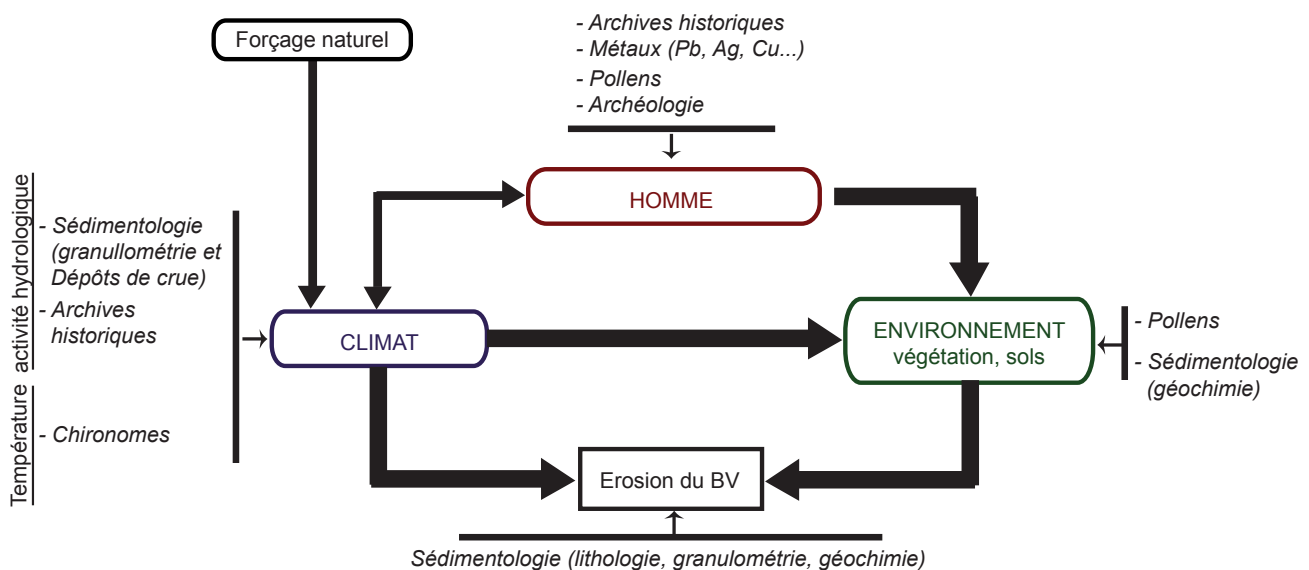 Forçage naturel
- Archives historiques
- Métaux (Pb, Ag, Cu...)
- Pollens
- Archéologie
HOMME
activité hydrologique
- Sédimentologie
(granullométrie et
Dépôts de crue)
- Archives
historiques
Température
- Chironomes
CLIMAT
ENVIRONNEMENT
végétation, sols
- Pollens
- Sédimentologie
(géochimie)
Erosion du BV
Sédimentologie (lithologie, granulométrie, géochimie)